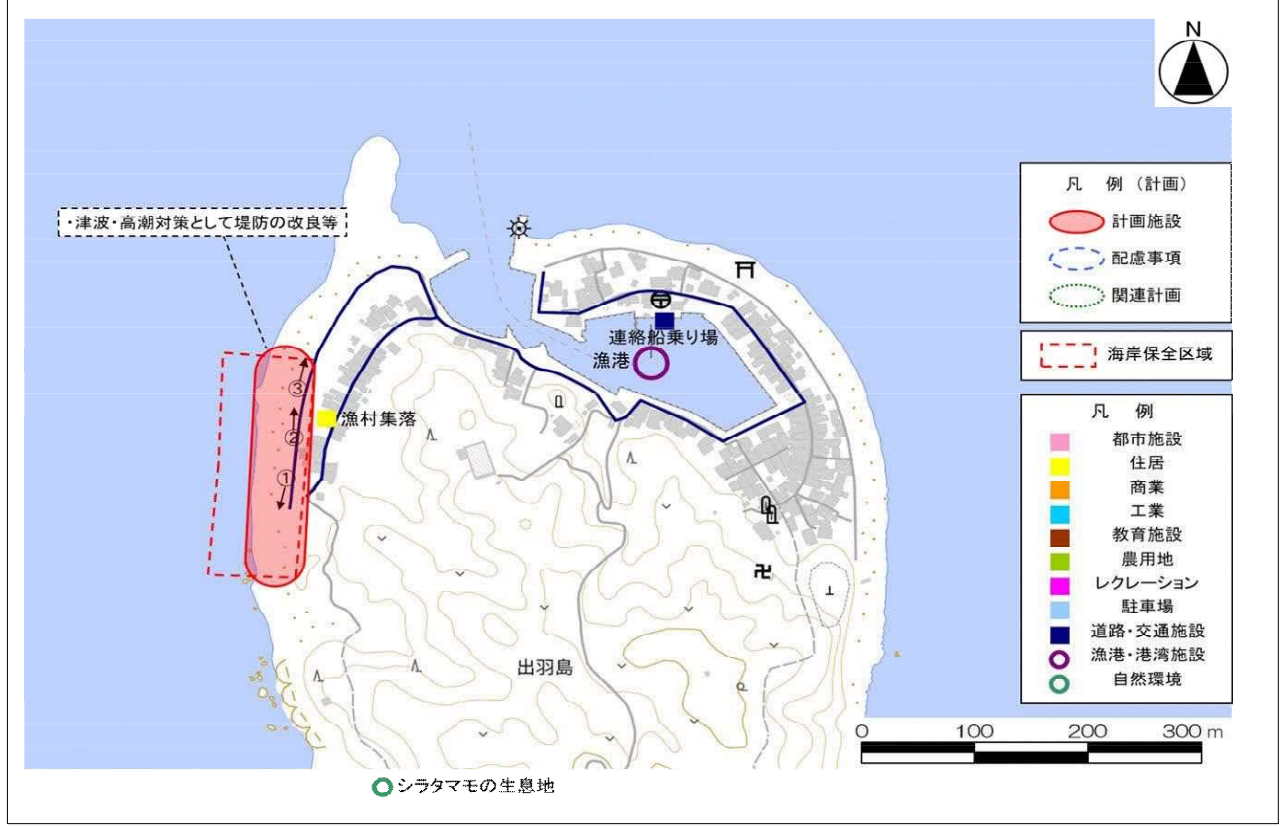 N
・津波・高潮対策として堤防の改良等
凡 例 (計画)
計画施設
配慮事項
関連計画
海岸保全区域
連絡船乗り場
漁港
③
漁村集落
②
①
凡 例
都市施設
住居
商業
工業
教育施設
農用地
レクレーション
駐車場
道路・交通施設
漁港・港湾施設
自然環境
出羽島
0 100 200 300 m
シラタマモの生息地